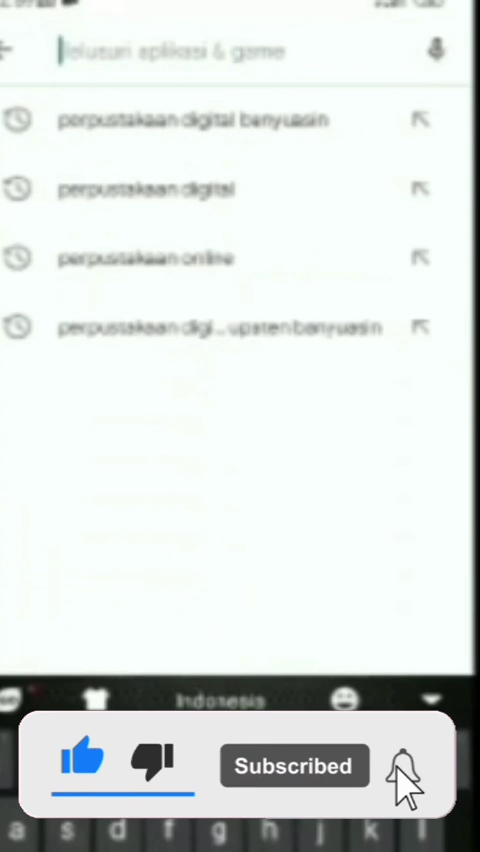 Telusuri aplikasi & game
perpustakaan digital banyuasin
perpustakaan digital
perpustakaan online
perpustakaan digi...upaten banyuasin
Indonesia
Subscribed
a s d f g h j k l